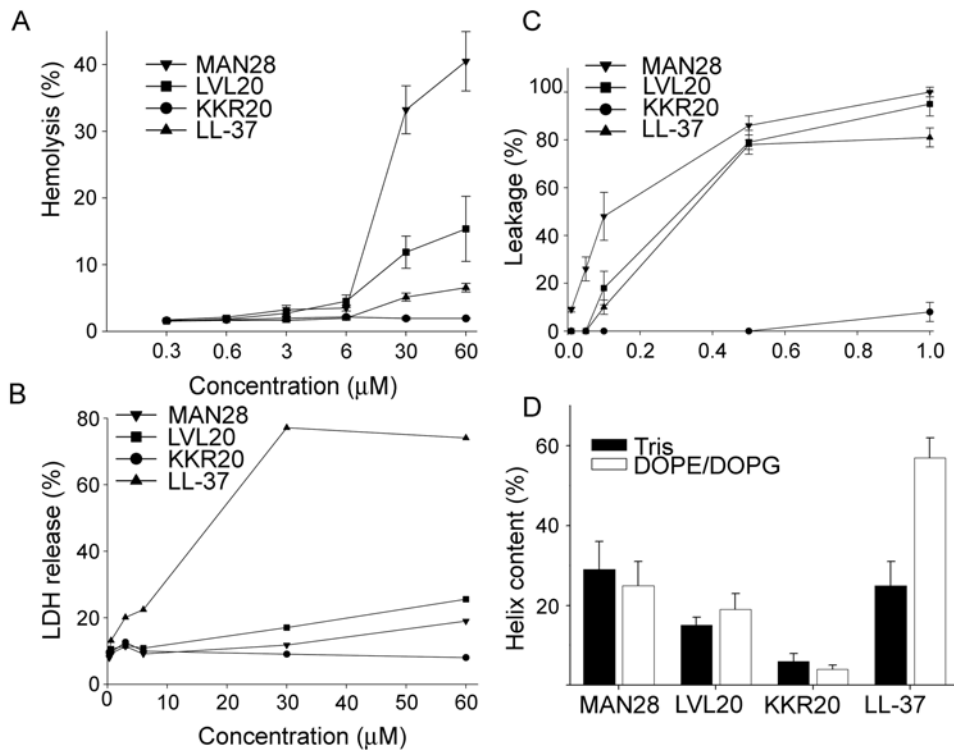 A
Hemolysis (%)
MAN28
LVL20
KKR20
LL-37
40
30
20
10
0
0.3 0.6 3 6 30 60
Concentration (μM)
B
LDH release (%)
MAN28
LVL20
KKR20
LL-37
80
60
40
20
0
0 10 20 30 40 50 60
Concentration (μM)
C
Leakage (%)
MAN28
LVL20
KKR20
LL-37
100
80
60
40
20
0
0.0 0.2 0.4 0.6 0.8 1.0
D
Helix content (%)
Tris
DOPE/DOPG
60
40
20
MAN28 LVL20 KKR20 LL-37